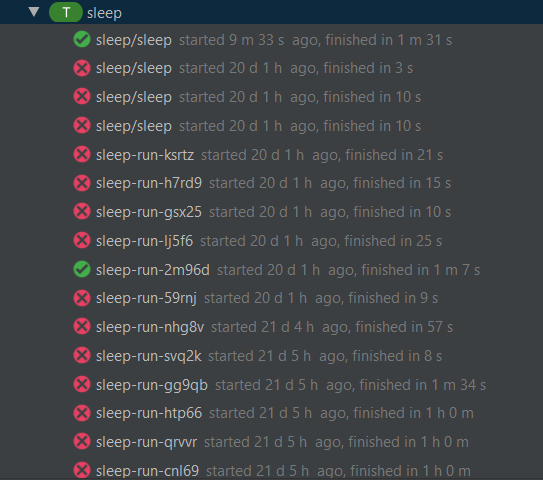 T sleep
sleep/sleep started 9 m 33 s ago, finished in 1 m 31 s
sleep/sleep started 20 d 1 h ago, finished in 3 s
sleep/sleep started 20 d 1 h ago, finished in 10 s
sleep/sleep started 20 d 1 h ago, finished in 10 s
sleep-run-ksrtz started 20 d 1 h ago, finished in 21 s
sleep-run-h7rd9 started 20 d 1 h ago, finished in 15 s
sleep-run-gsx25 started 20 d 1 h ago, finished in 10 s
sleep-run-lj5f6 started 20 d 1 h ago, finished in 25 s
sleep-run-2m96d started 20 d 1 h ago, finished in 1 m 7 s
sleep-run-59rnj started 20 d 1 h ago, finished in 9 s
sleep-run-nhg8v started 21 d 4 h ago, finished in 57 s
sleep-run-svq2k started 21 d 5 h ago, finished in 8 s
sleep-run-gg9qb started 21 d 5 h ago, finished in 1 m 34 s
sleep-run-htp66 started 21 d 5 h ago, finished in 1 h 0 m
sleep-run-qrvvr started 21 d 5 h ago, finished in 1 h 0 m
sleep-run-cnl69 started 21 d 5 h ago, finished in 1 h 0 m